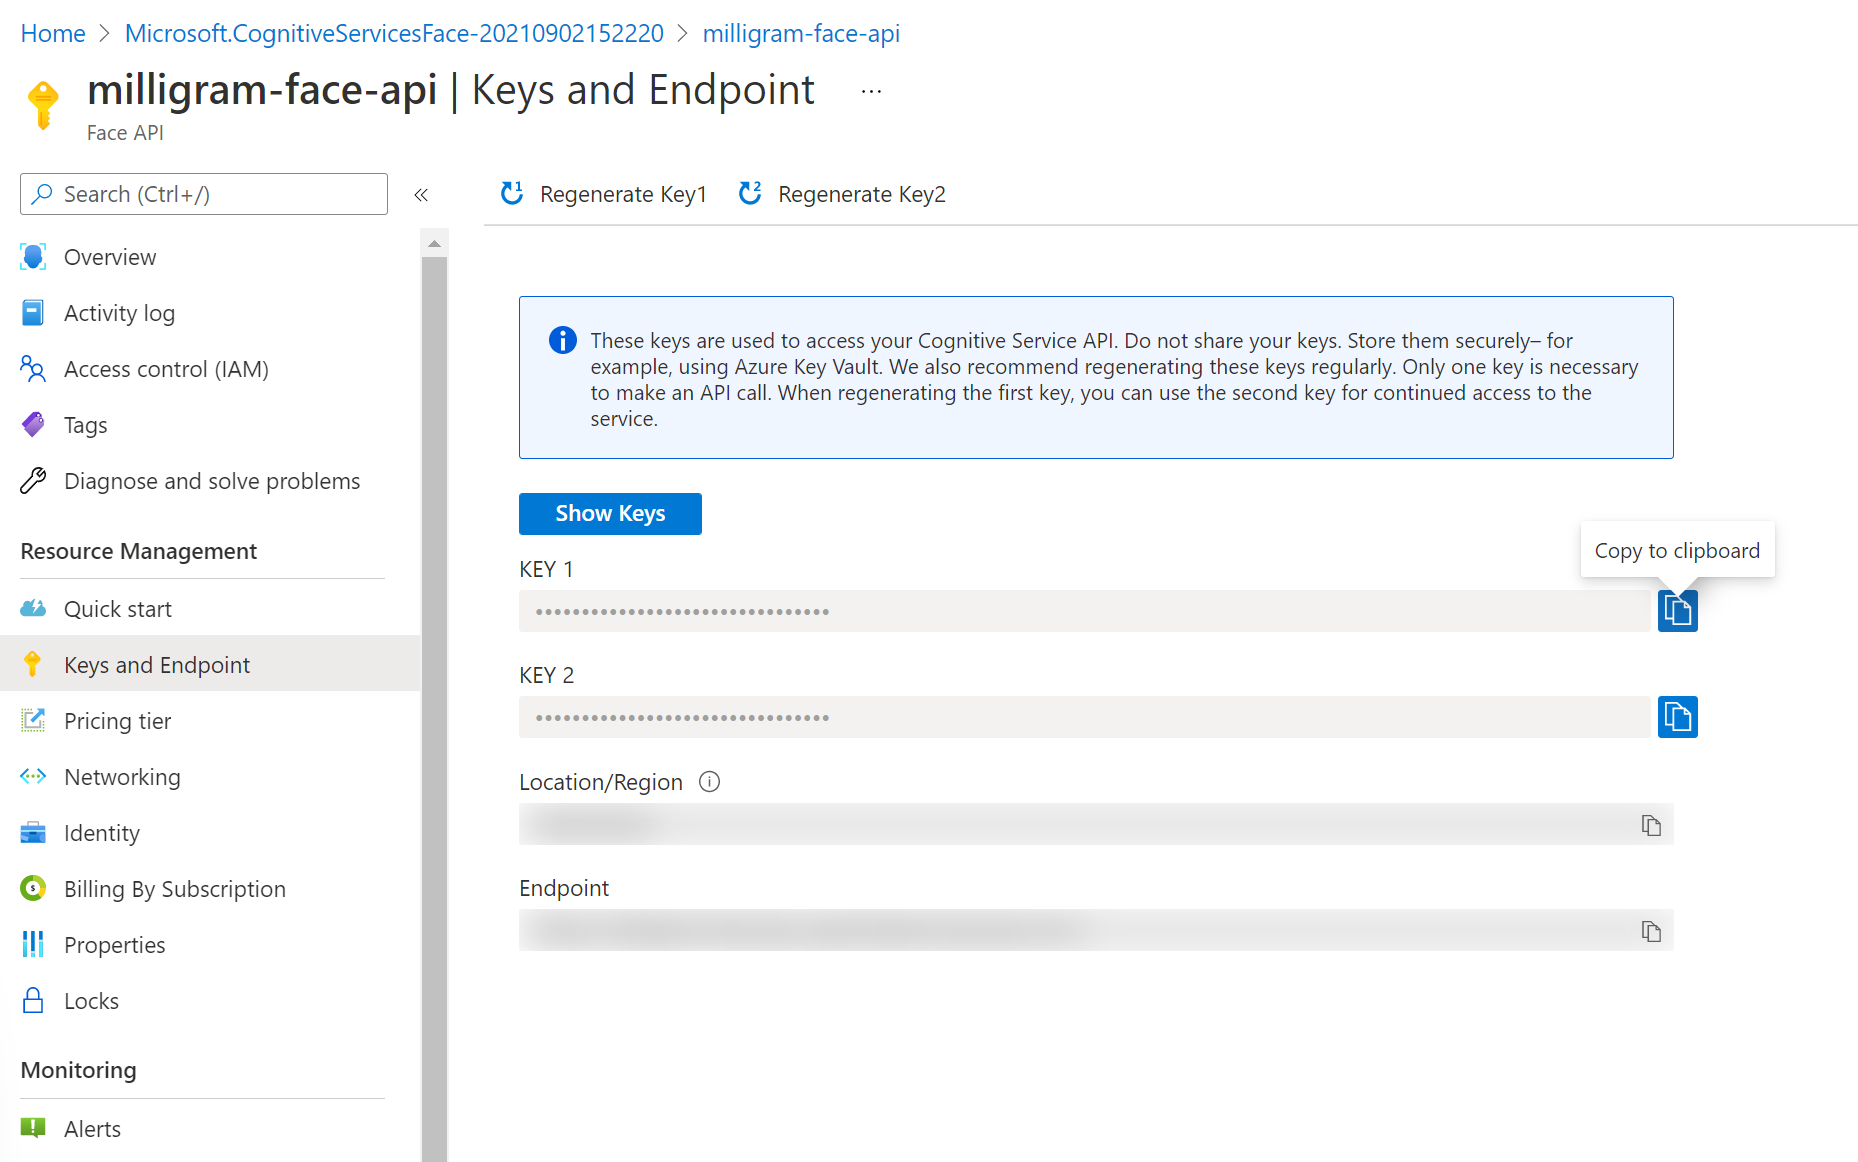 Home > Microsoft.CognitiveServicesFace-20210902152220 > milligram-face-api
milligram-face-api | Keys and Endpoint ...
Face API
Search (Ctrl+/)
«
Overview
Activity log
Access control (IAM)
Tags
Diagnose and solve problems
Resource Management
Quick start
Keys and Endpoint
Pricing tier
Networking
Identity
Billing By Subscription
Properties
Locks
Monitoring
Alerts
1 Regenerate Key1 2 Regenerate Key2
These keys are used to access your Cognitive Service API. Do not share your keys. Store them securely– for
example, using Azure Key Vault. We also recommend regenerating these keys regularly. Only one key is necessary
to make an API call. When regenerating the first key, you can use the second key for continued access to the
service.
Show Keys
Copy to clipboard
KEY 1
••••••••••••••••••••••••••••••••
KEY 2
••••••••••••••••••••••••••••••••
Location/Region
Endpoint